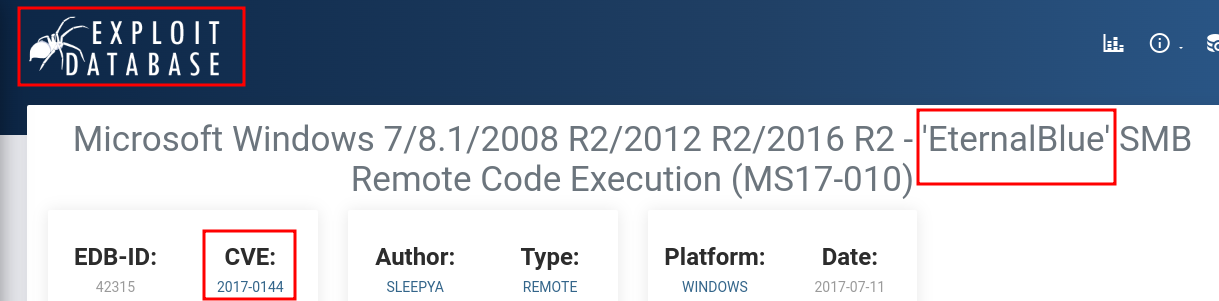 EXPLOIT
DATABASE
Microsoft Windows 7/8.1/2008 R2/2012 R2/2016 R2 - 'EternalBlue' SMB
Remote Code Execution (MS17-010)
EDB-ID: CVE: Author: Type: Platform: Date:
42315 2017-0144 SLEEPYA REMOTE WINDOWS 2017-07-11